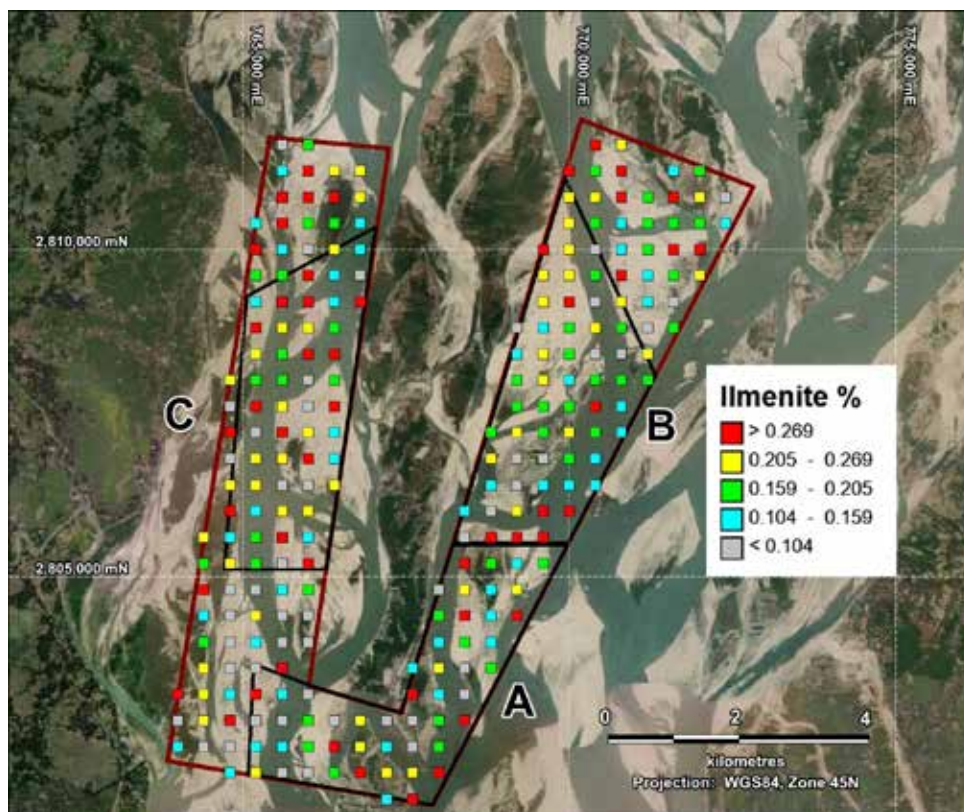 765,000 mE
770,000 mE
775,000 mE
2,810,000 mN
2,805,000 mN
C
B
A
Ilmenite %
> 0.269
0.205 - 0.269
0.159 - 0.205
0.104 - 0.159
< 0.104
0 2 4
kilometres
Projection: WGS84, Zone 45N